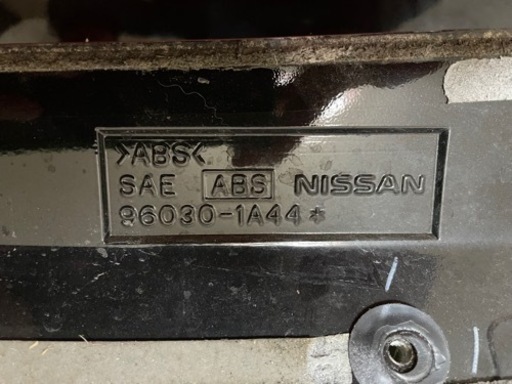 >ABS<
SAE ABS NISSAN
96030-1A44*